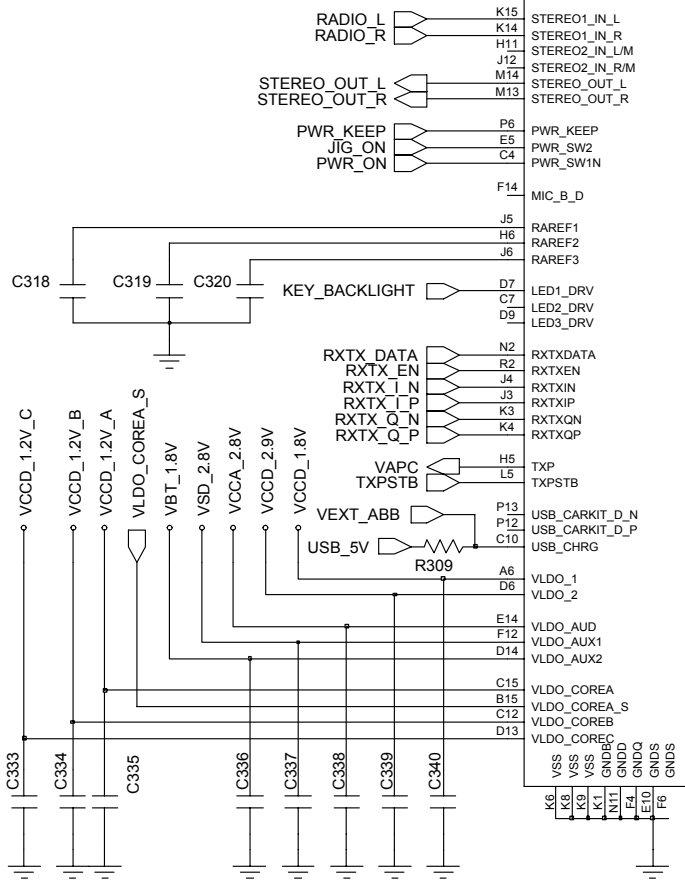 RADIO_L K15 STEREO1_IN_L
RADIO_R K14 STEREO1_IN_R
H11 STEREO2_IN_L/M
J12 STEREO2_IN_R/M
STEREO_OUT_L M14 STEREO_OUT_L
STEREO_OUT_R M13 STEREO_OUT_R
PWR_KEEP P6 PWR_KEEP
JIG_ON E5 PWR_SW2
PWR_ON C4 PWR_SW1N
F14 MIC_B_D
J5 RAREF1
H6 RAREF2
J6 RAREF3
C318 C319 C320
KEY_BACKLIGHT D7 LED1_DRV
C7 LED2_DRV
D9 LED3_DRV
RXTX_DATA N2 RXTXDATA
RXTX_EN R2 RXTXEN
RXTX_I_N J4 RXTXIN
RXTX_I_P J3 RXTXIP
RXTX_Q_N K3 RXTXQN
RXTX_Q_P K4 RXTXQP
VAPC H5 TXP
TXPSTB L5 TXPSTB
VCCD_1.2V_C
VCCD_1.2V_B
VCCD_1.2V_A
VLDO_COREA_S
VBT_1.8V
VSD_2.8V
VCCA_2.8V
VCCD_2.9V
VCCD_1.8V
VEXT_ABB P13 USB_CARKIT_D_N
P12 USB_CARKIT_D_P
USB_5V R309 C10 USB_CHRG
A6 VLDO_1
D6 VLDO_2
E14 VLDO_AUD
F12 VLDO_AUX1
D14 VLDO_AUX2
C15 VLDO_COREA
B15 VLDO_COREA_S
C12 VLDO_COREB
D13 VLDO_COREC
C333 C334 C335 C336 C337 C338 C339 C340
VSS VSS VSS GNDB GNDD GNDQ GNDS GNDS
K6 K8 K9 K1 N11 F4 E10 F6